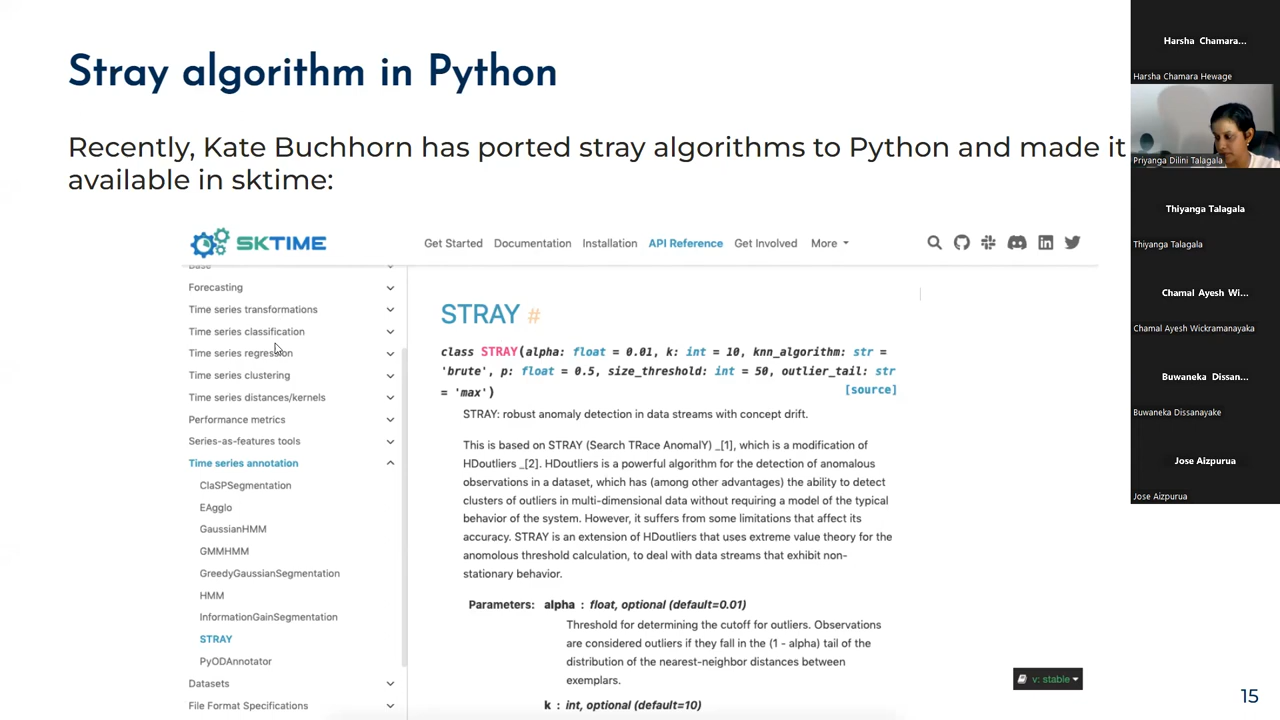 Stray algorithm in Python
Recently, Kate Buchhorn has ported stray algorithms to Python and made it
available in sktime:
SKTIME
Get Started
Documentation
Installation
API Reference
Get Involved
More
Base
Forecasting
Time series transformations
Time series classification
Time series regression
Time series clustering
Time series distances/kernels
Performance metrics
Series-as-features tools
Time series annotation
ClaSPSegmentation
EAgglo
GaussianHMM
GMMHMM
GreedyGaussianSegmentation
HMM
InformationGainSegmentation
STRAY
PyODAnnotator
Datasets
File Format Specifications
STRAY #
class STRAY(alpha: float = 0.01, k: int = 10, knn_algorithm: str =
'brute', p: float = 0.5, size_threshold: int = 50, outlier_tail: str
= 'max')
[source]
STRAY: robust anomaly detection in data streams with concept drift.
This is based on STRAY (Search TRace AnomalY) _[1], which is a modification of
HDoutliers _[2]. HDoutliers is a powerful algorithm for the detection of anomalous
observations in a dataset, which has (among other advantages) the ability to detect
clusters of outliers in multi-dimensional data without requiring a model of the typical
behavior of the system. However, it suffers from some limitations that affect its
accuracy. STRAY is an extension of HDoutliers that uses extreme value theory for the
anomolous threshold calculation, to deal with data streams that exhibit non-
stationary behavior.
Parameters: alpha : float, optional (default=0.01)
Threshold for determining the cutoff for outliers. Observations
are considered outliers if they fall in the (1 - alpha) tail of the
distribution of the nearest-neighbor distances between
exemplars.
k : int, optional (default=10)
v: stable
15
Harsha Chamara...
Harsha Chamara Hewage
Priyanga Dilini Talagala
Thiyanga Talagala
Thiyanga Talagala
Chamal Ayesh Wi...
Chamal Ayesh Wickramanayaka
Buwaneka Dissan...
Buwaneka Dissanayake
Jose Aizpurua
Jose Aizpurua